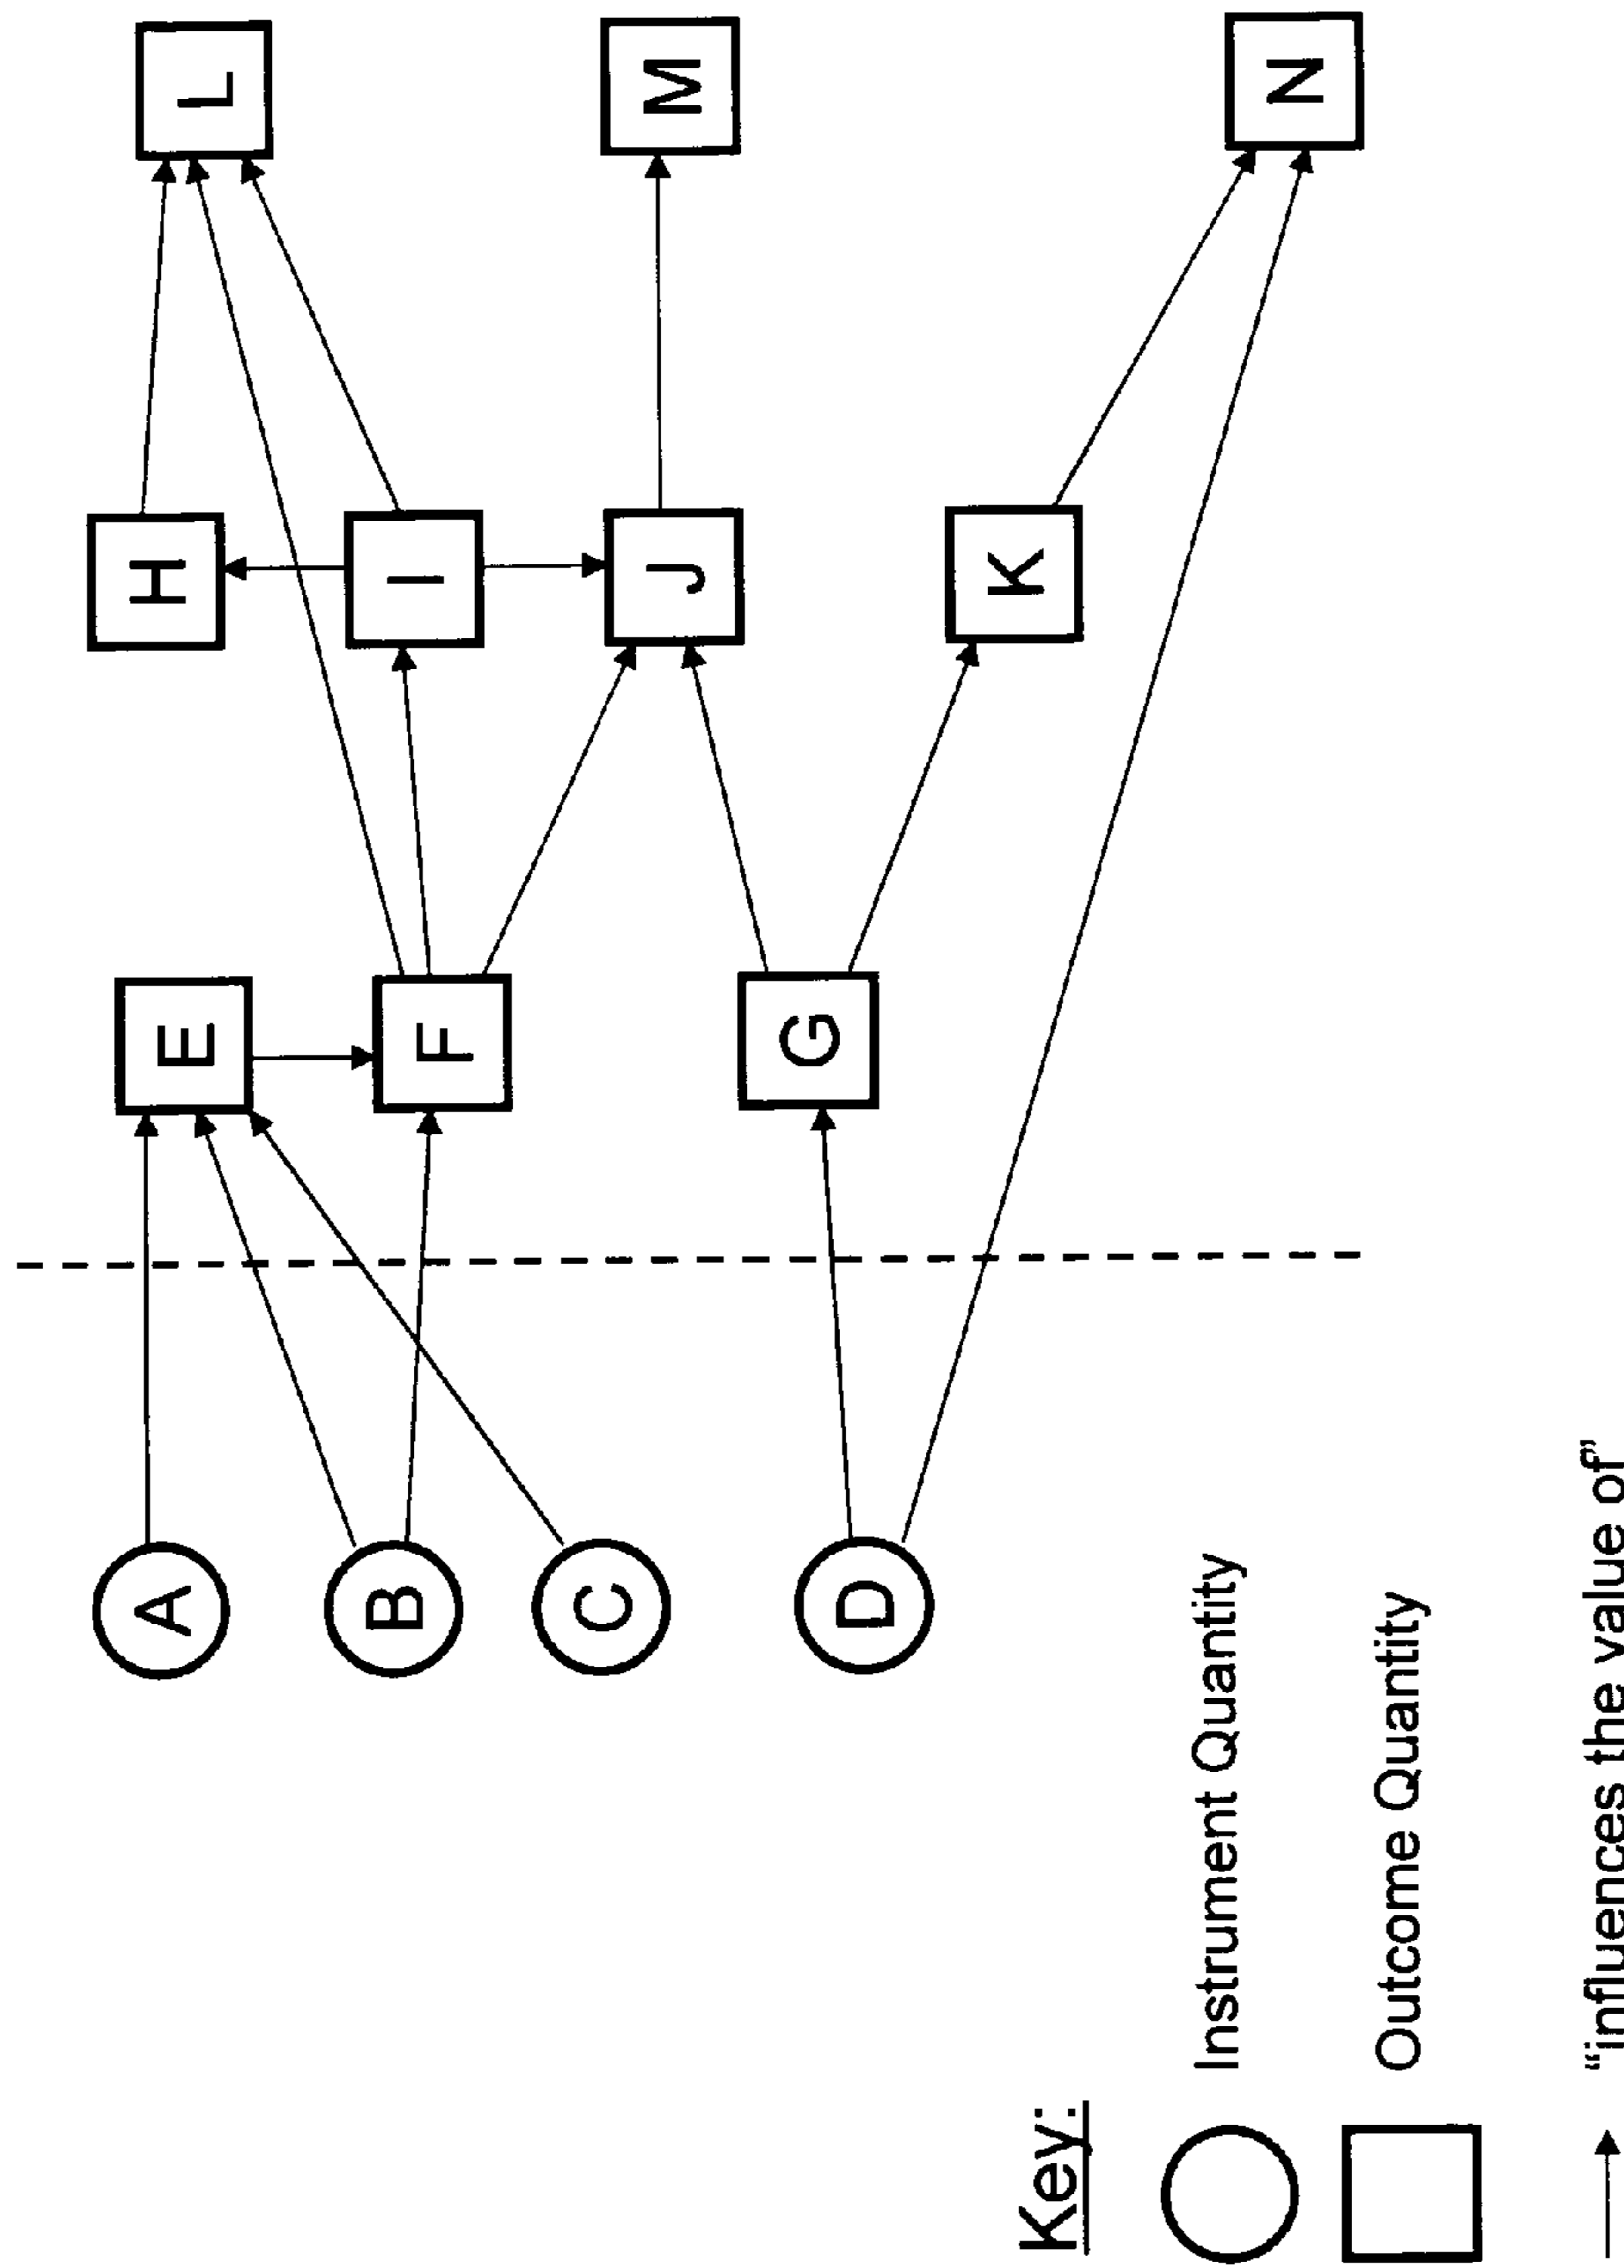 A
B
C
D
E
F
G
H
I
J
K
L
M
N
Key:
Instrument Quantity
Outcome Quantity
“influences the value of”